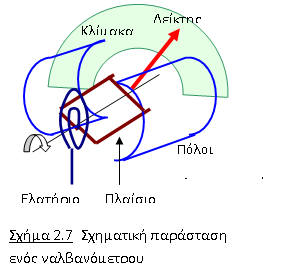 Δείκτης
Κλίμακα
Πόλοι
Ελατήριο Πλαίσιο
Σχήμα 2.7 Σχηματική παράσταση
ενός γαλβανόμετρου